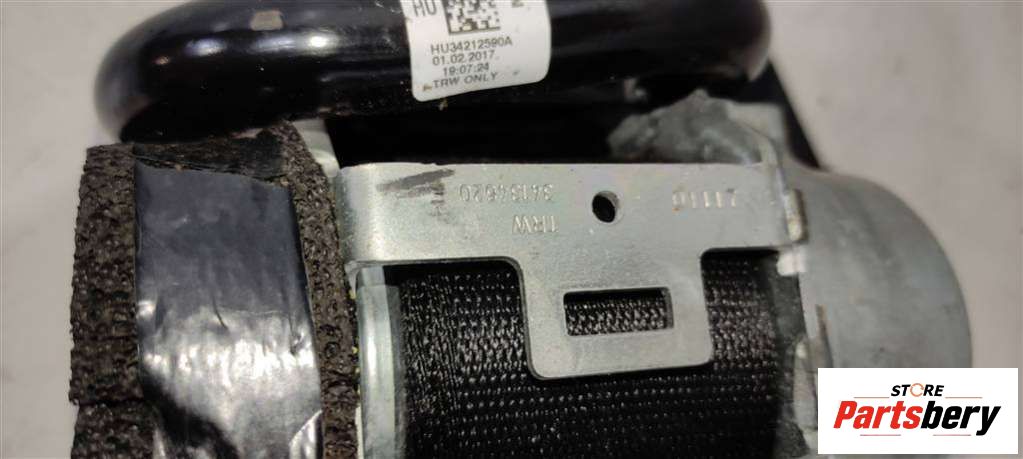 HU
HU34212590A
01.02.2017
19:07:24
TRW ONLY
34134620
TRW
STORE
Partsbery